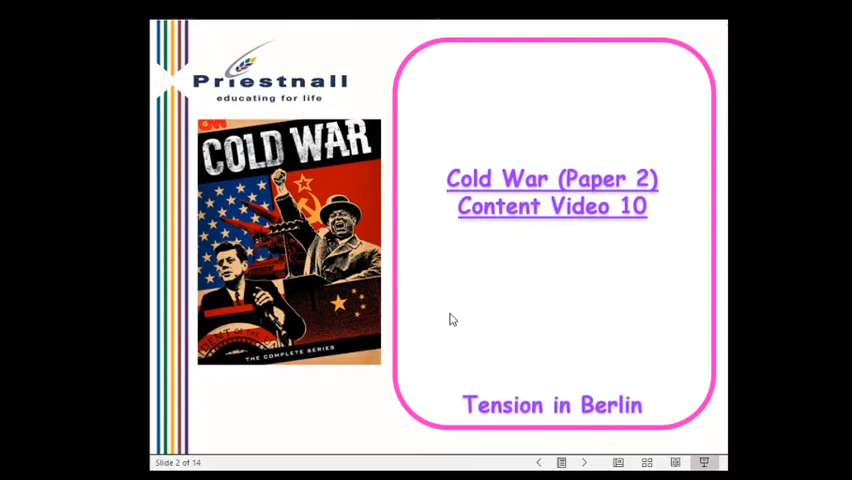 Priestnall
educating for life
CNN
COLD WAR
THE COMPLETE SERIES
Cold War (Paper 2)
Content Video 10
Tension in Berlin
Slide 2 of 14